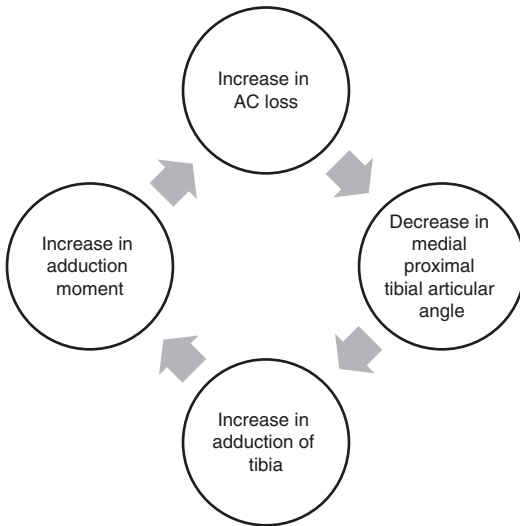 Increase in
AC loss
Decrease in
medial
proximal
tibial articular
angle
Increase in
adduction of
tibia
Increase in
adduction
moment